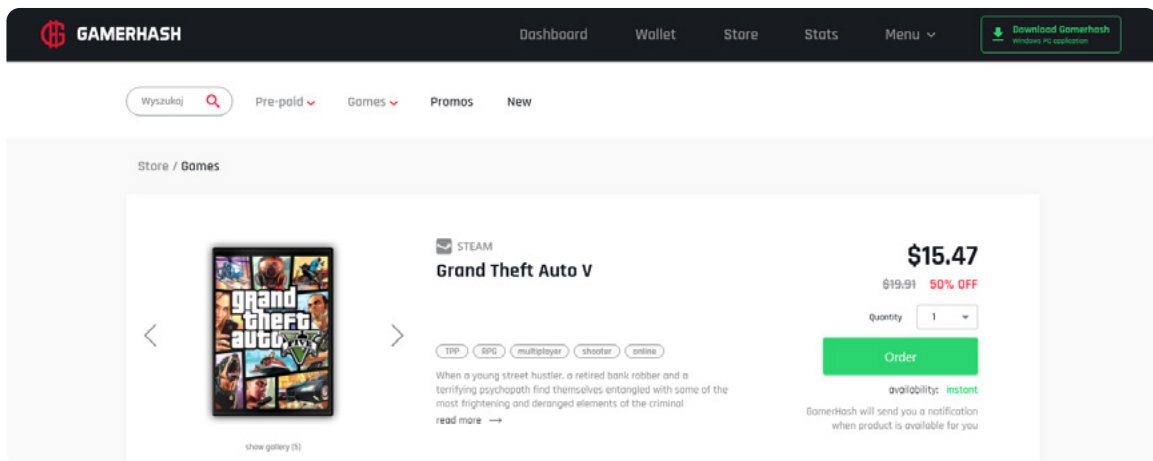 GAMERHASH
Dashboard Wallet Store Stats Menu
Download Gamerhash
Windows PC application
Wyszukaj Pre-paid Games Promos New
Store / Games
STEAM
Grand Theft Auto V
grand
theft
auto V
FIVE
TPP RPG multiplayer shooter online
When a young street hustler, a retired bank robber and a
terrifying psychopath find themselves entangled with some of the
most frightening and deranged elements of the criminal
read more →
show gallery (5)
$15.47
$19.91 50% OFF
Quantity 1
Order
availability: instant
GamerHash will send you a notification
when product is available for you